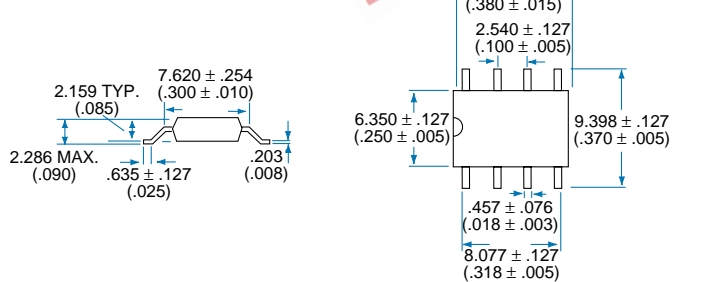 (.380 ± .015)
2.540 ± .127
(.100 ± .005)
7.620 ± .254
(.300 ± .010)
2.159 TYP.
(.085)
2.286 MAX.
(.090)
.635 ± .127
(.025)
.203
(.008)
6.350 ± .127
(.250 ± .005)
9.398 ± .127
(.370 ± .005)
.457 ± .076
(.018 ± .003)
8.077 ± .127
(.318 ± .005)